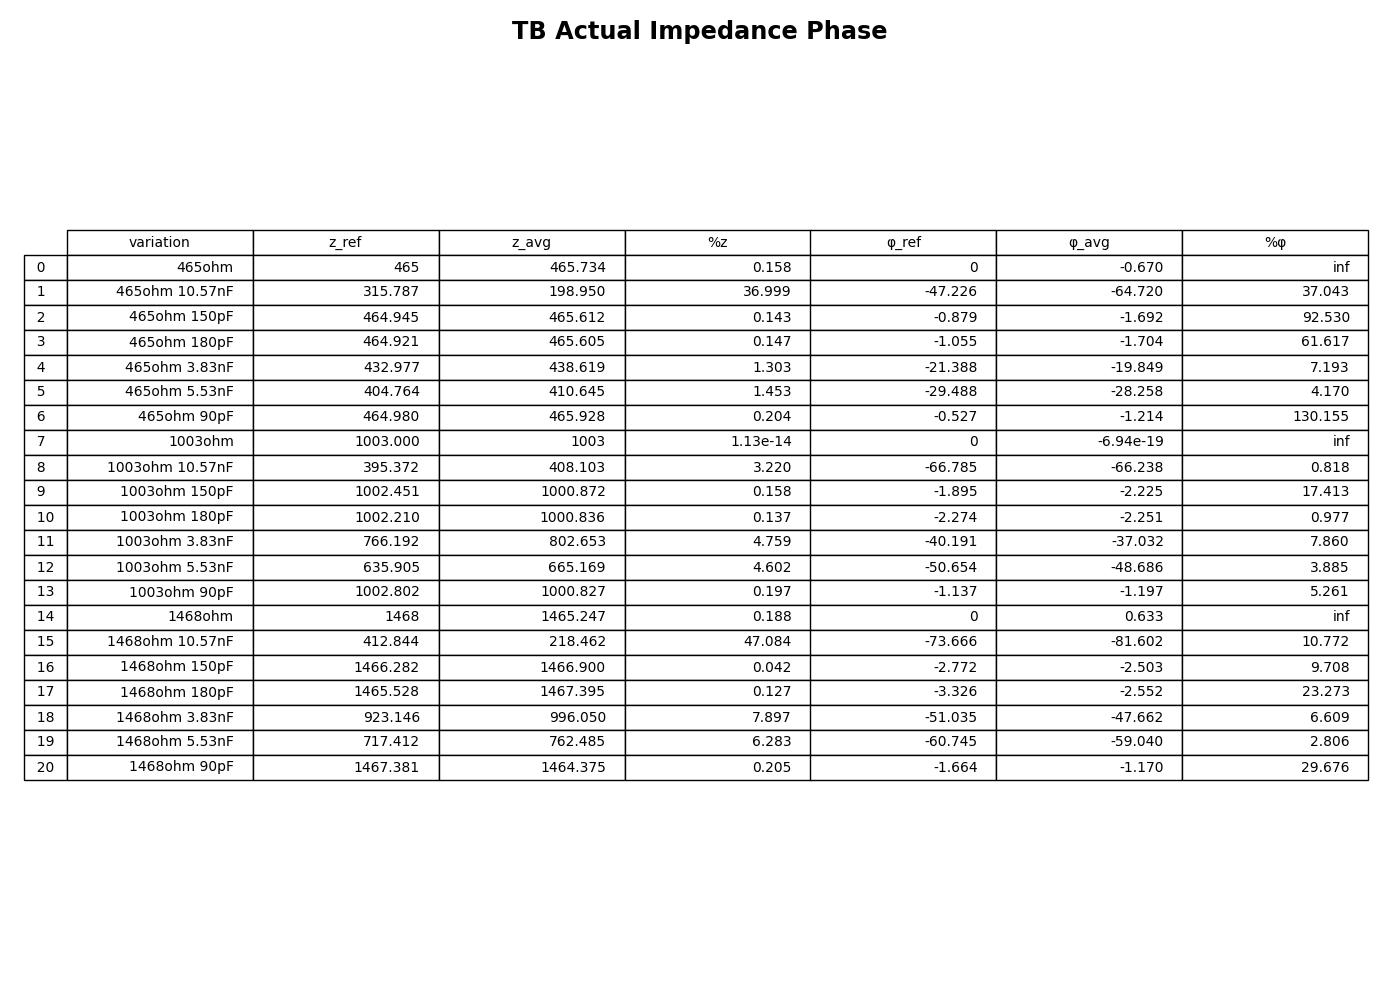 TB Actual Impedance Phase
variation z_ref z_avg %z φ_ref φ_avg %φ
0 465ohm 465 465.734 0.158 0 -0.670 inf
1 465ohm 10.57nF 315.787 198.950 36.999 -47.226 -64.720 37.043
2 465ohm 150pF 464.945 465.612 0.143 -0.879 -1.692 92.530
3 465ohm 180pF 464.921 465.605 0.147 -1.055 -1.704 61.617
4 465ohm 3.83nF 432.977 438.619 1.303 -21.388 -19.849 7.193
5 465ohm 5.53nF 404.764 410.645 1.453 -29.488 -28.258 4.170
6 465ohm 90pF 464.980 465.928 0.204 -0.527 -1.214 130.155
7 1003ohm 1003.000 1003 1.13e-14 0 -6.94e-19 inf
8 1003ohm 10.57nF 395.372 408.103 3.220 -66.785 -66.238 0.818
9 1003ohm 150pF 1002.451 1000.872 0.158 -1.895 -2.225 17.413
10 1003ohm 180pF 1002.210 1000.836 0.137 -2.274 -2.251 0.977
11 1003ohm 3.83nF 766.192 802.653 4.759 -40.191 -37.032 7.860
12 1003ohm 5.53nF 635.905 665.169 4.602 -50.654 -48.686 3.885
13 1003ohm 90pF 1002.802 1000.827 0.197 -1.137 -1.197 5.261
14 1468ohm 1468 1465.247 0.188 0 0.633 inf
15 1468ohm 10.57nF 412.844 218.462 47.084 -73.666 -81.602 10.772
16 1468ohm 150pF 1466.282 1466.900 0.042 -2.772 -2.503 9.708
17 1468ohm 180pF 1465.528 1467.395 0.127 -3.326 -2.552 23.273
18 1468ohm 3.83nF 923.146 996.050 7.897 -51.035 -47.662 6.609
19 1468ohm 5.53nF 717.412 762.485 6.283 -60.745 -59.040 2.806
20 1468ohm 90pF 1467.381 1464.375 0.205 -1.664 -1.170 29.676